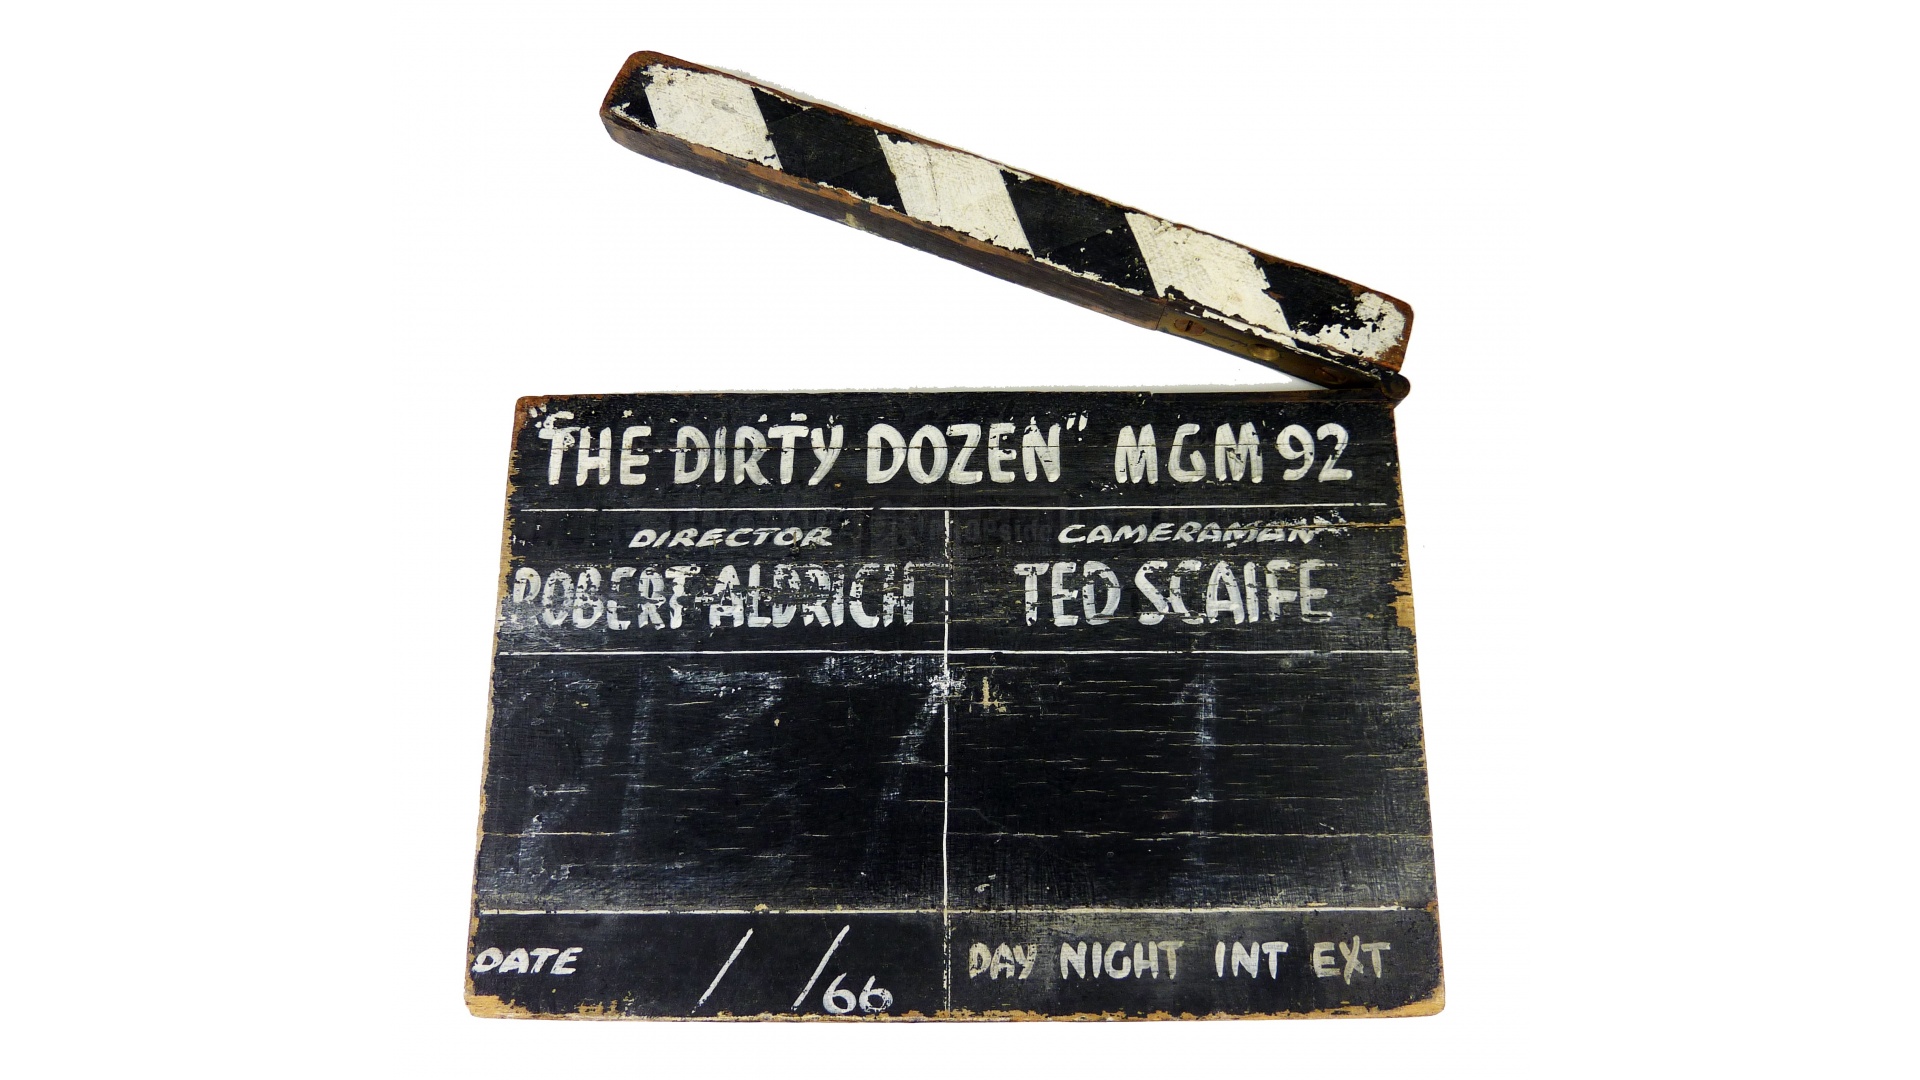 "THE DIRTY DOZEN" MGM 92
DIRECTOR
CAMERAMAN
ROBERT ALDRICH
TED SCAIFE
DATE / /66
DAY NIGHT INT EXT